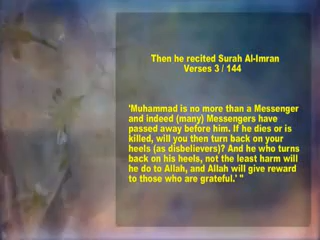 Then he recited Surah Al-Imran
Verses 3 / 144
'Muhammad is no more than a Messenger
and indeed (many) Messengers have
passed away before him. If he dies or is
killed, will you then turn back on your
heels (as disbelievers)? And he who turns
back on his heels, not the least harm will
he do to Allah, and Allah will give reward
to those who are grateful.' "